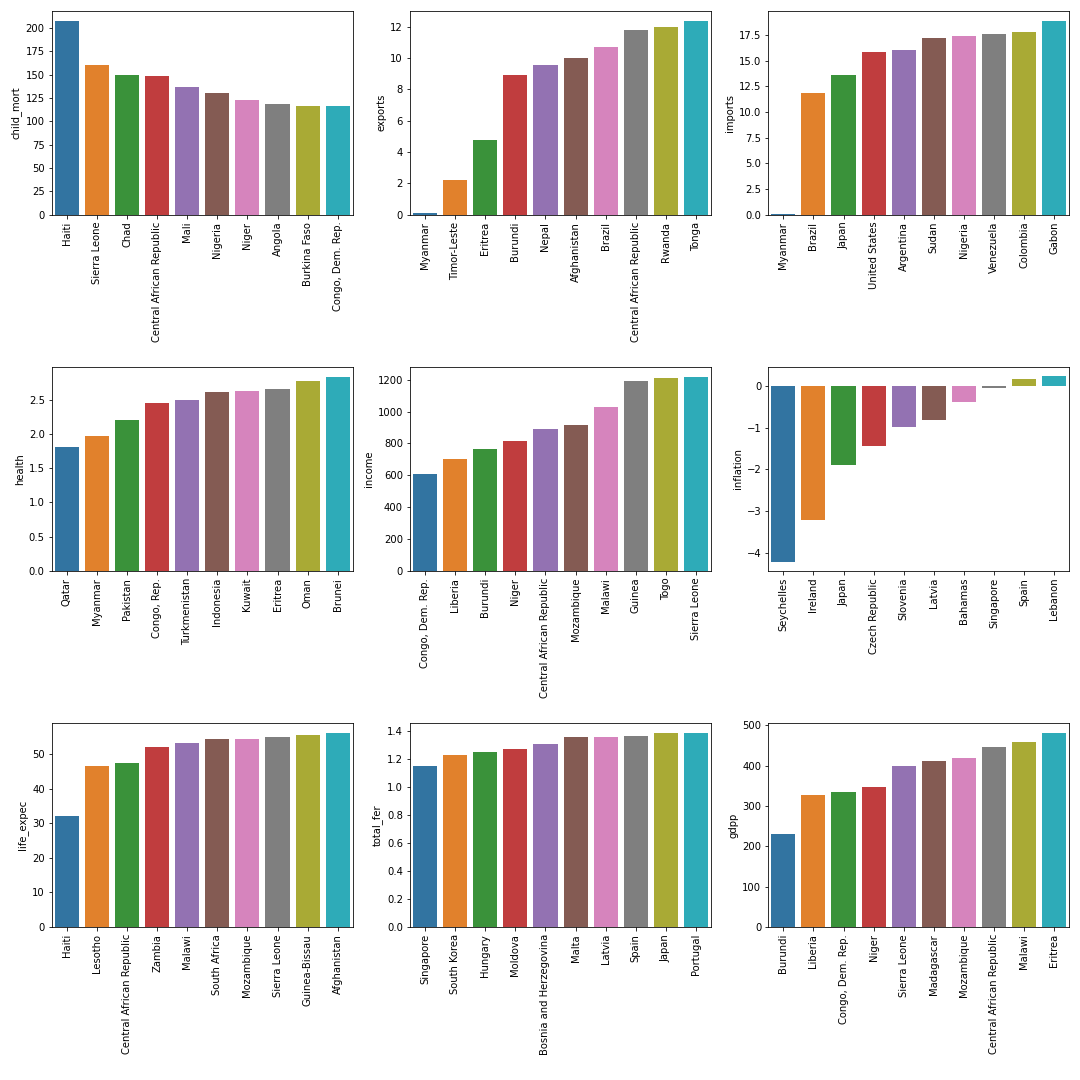 child_mort
200
175
150
125
100
75
50
25
0
Haiti
Sierra Leone
Chad
Central African Republic
Mali
Nigeria
Niger
Angola
Burkina Faso
Congo, Dem. Rep.
exports
12
10
8
6
4
2
0
Myanmar
Timor-Leste
Eritrea
Burundi
Nepal
Afghanistan
Brazil
Central African Republic
Rwanda
Tonga
imports
17.5
15.0
12.5
10.0
7.5
5.0
2.5
0.0
Myanmar
Brazil
Japan
United States
Argentina
Sudan
Nigeria
Venezuela
Colombia
Gabon
health
2.5
2.0
1.5
1.0
0.5
0.0
Qatar
Myanmar
Pakistan
Congo, Rep.
Turkmenistan
Indonesia
Kuwait
Eritrea
Oman
Brunei
income
1200
1000
800
600
400
200
0
Congo, Dem. Rep.
Liberia
Burundi
Niger
Central African Republic
Mozambique
Malawi
Guinea
Togo
Sierra Leone
inflation
0
−1
−2
−3
−4
Seychelles
Ireland
Japan
Czech Republic
Slovenia
Latvia
Bahamas
Singapore
Spain
Lebanon
life_expec
50
40
30
20
10
0
Haiti
Lesotho
Central African Republic
Zambia
Malawi
South Africa
Mozambique
Sierra Leone
Guinea-Bissau
Afghanistan
total_fer
1.4
1.2
1.0
0.8
0.6
0.4
0.2
0.0
Singapore
South Korea
Hungary
Moldova
Bosnia and Herzegovina
Malta
Latvia
Spain
Japan
Portugal
gdpp
500
400
300
200
100
0
Burundi
Liberia
Congo, Dem. Rep.
Niger
Sierra Leone
Madagascar
Mozambique
Central African Republic
Malawi
Eritrea